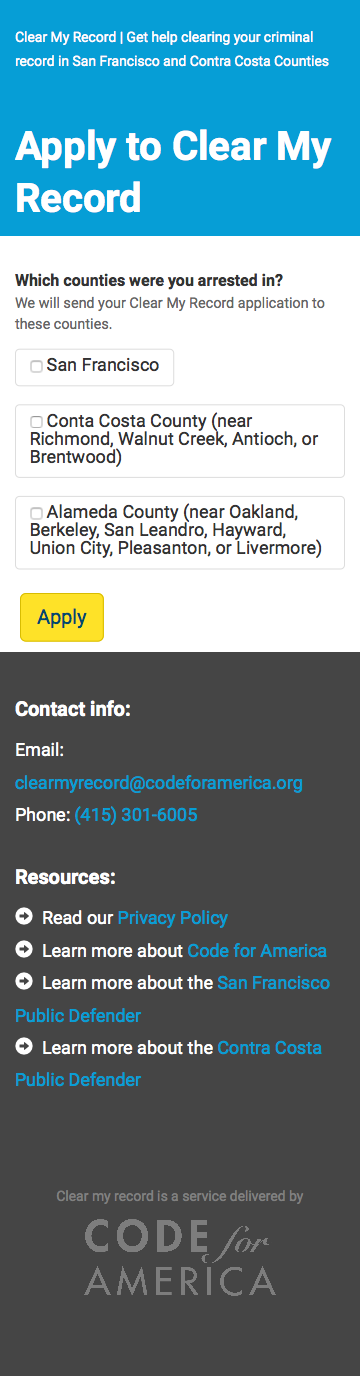 Clear My Record | Get help clearing your criminal
record in San Francisco and Contra Costa Counties
Apply to Clear My
Record
Which counties were you arrested in?
We will send your Clear My Record application to
these counties.
San Francisco
Conta Costa County (near
Richmond, Walnut Creek, Antioch, or
Brentwood)
Alameda County (near Oakland,
Berkeley, San Leandro, Hayward,
Union City, Pleasanton, or Livermore)
Apply
Contact info:
Email:
clearmyrecord@codeforamerica.org
Phone: (415) 301-6005
Resources:
Read our Privacy Policy
Learn more about Code for America
Learn more about the San Francisco
Public Defender
Learn more about the Contra Costa
Public Defender
Clear my record is a service delivered by
CODE for
AMERICA